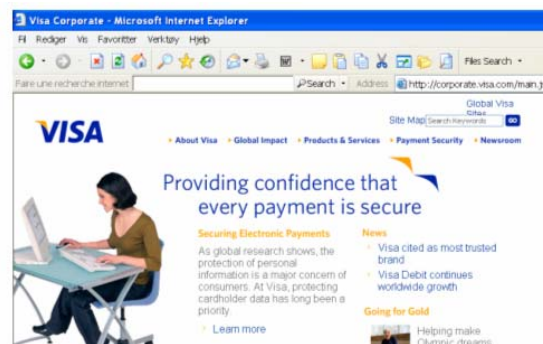 Visa Corporate - Microsoft Internet Explorer
Fil Rediger Vis Favoritter Verktøy Hjelp
Files Search
Faire une recherche internet Search Address http://corporate.visa.com/main.j
Global Visa
Sites
Site Map Search Keywords GO
VISA
About Visa Global Impact Products & Services Payment Security Newsroom
Providing confidence that
every payment is secure
Securing Electronic Payments
As global research shows, the
protection of personal
information is a major concern of
consumers. At Visa, protecting
cardholder data has long been a
priority
Learn more
News
Visa cited as most trusted
brand
Visa Debit continues
worldwide growth
Going for Gold
Helping make
Olympic dreams